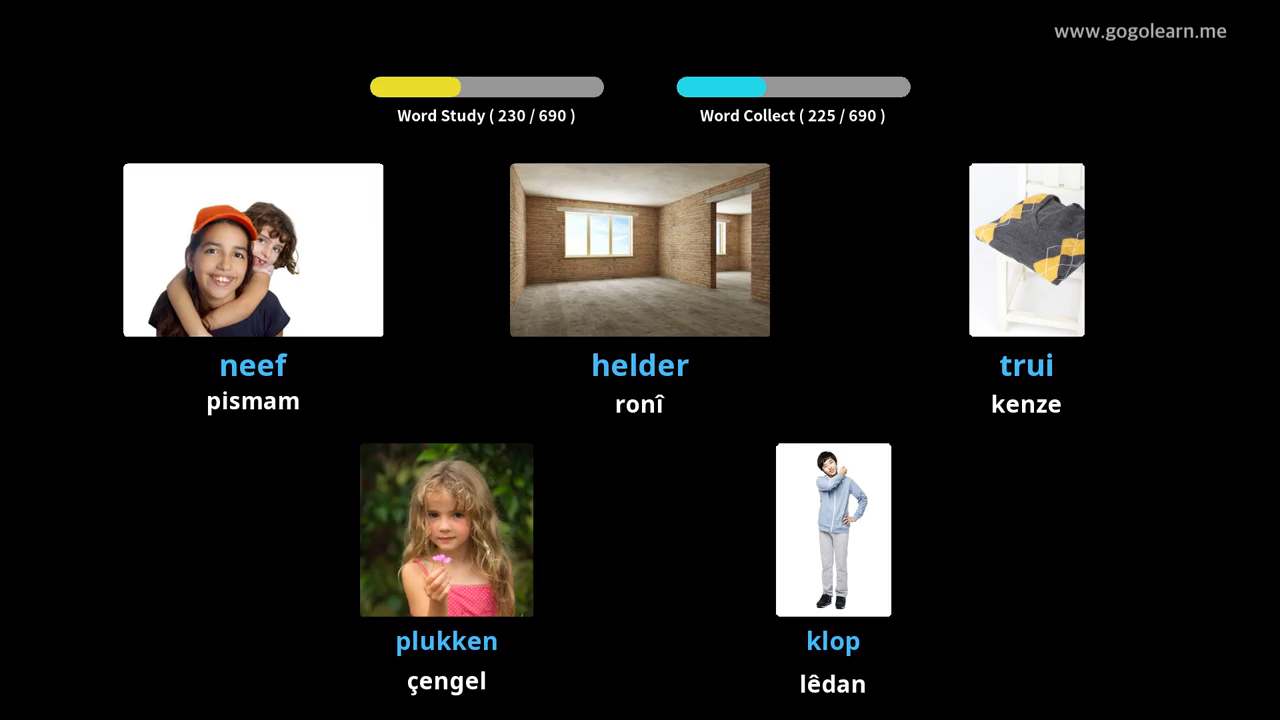 www.gogolearn.me
Word Study ( 230 / 690 )
Word Collect ( 225 / 690 )
neef
pismam
helder
ronî
trui
kenze
plukken
çengel
klop
lêdan